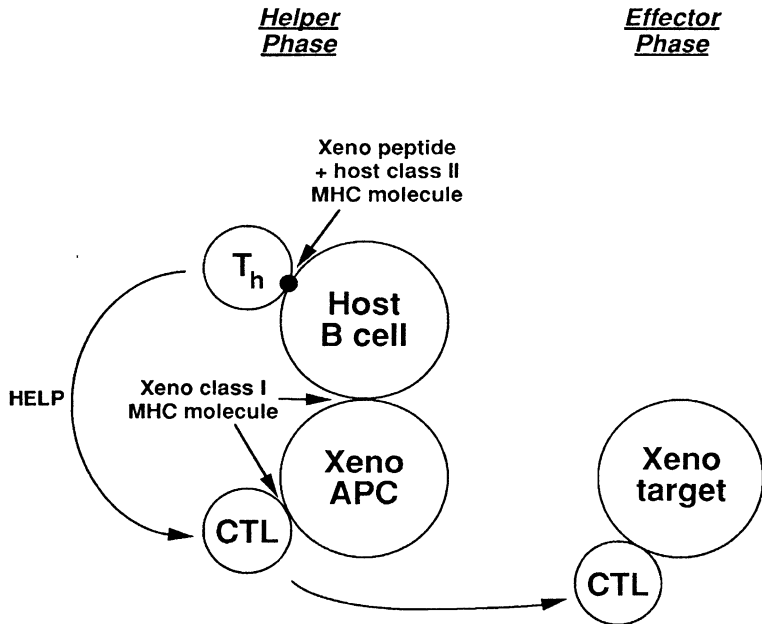 Helper
Phase
Effector
Phase
Xeno peptide
+ host class II
MHC molecule
Th
Host
B cell
HELP
Xeno class I
MHC molecule
Xeno
APC
CTL
Xeno
target
CTL